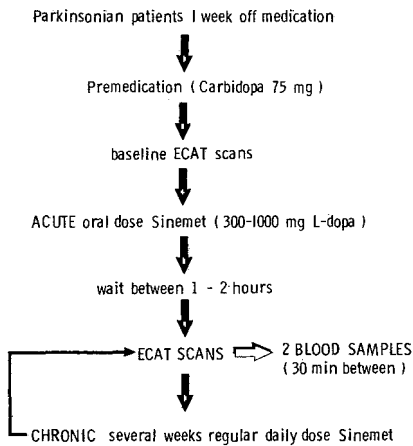 Parkinsonian patients 1 week off medication
Premedication ( Carbidopa 75 mg )
baseline ECAT scans
ACUTE oral dose Sinemet ( 300-1000 mg L-dopa )
wait between 1 - 2 hours
ECAT SCANS
2 BLOOD SAMPLES
( 30 min between )
CHRONIC several weeks regular daily dose Sinemet